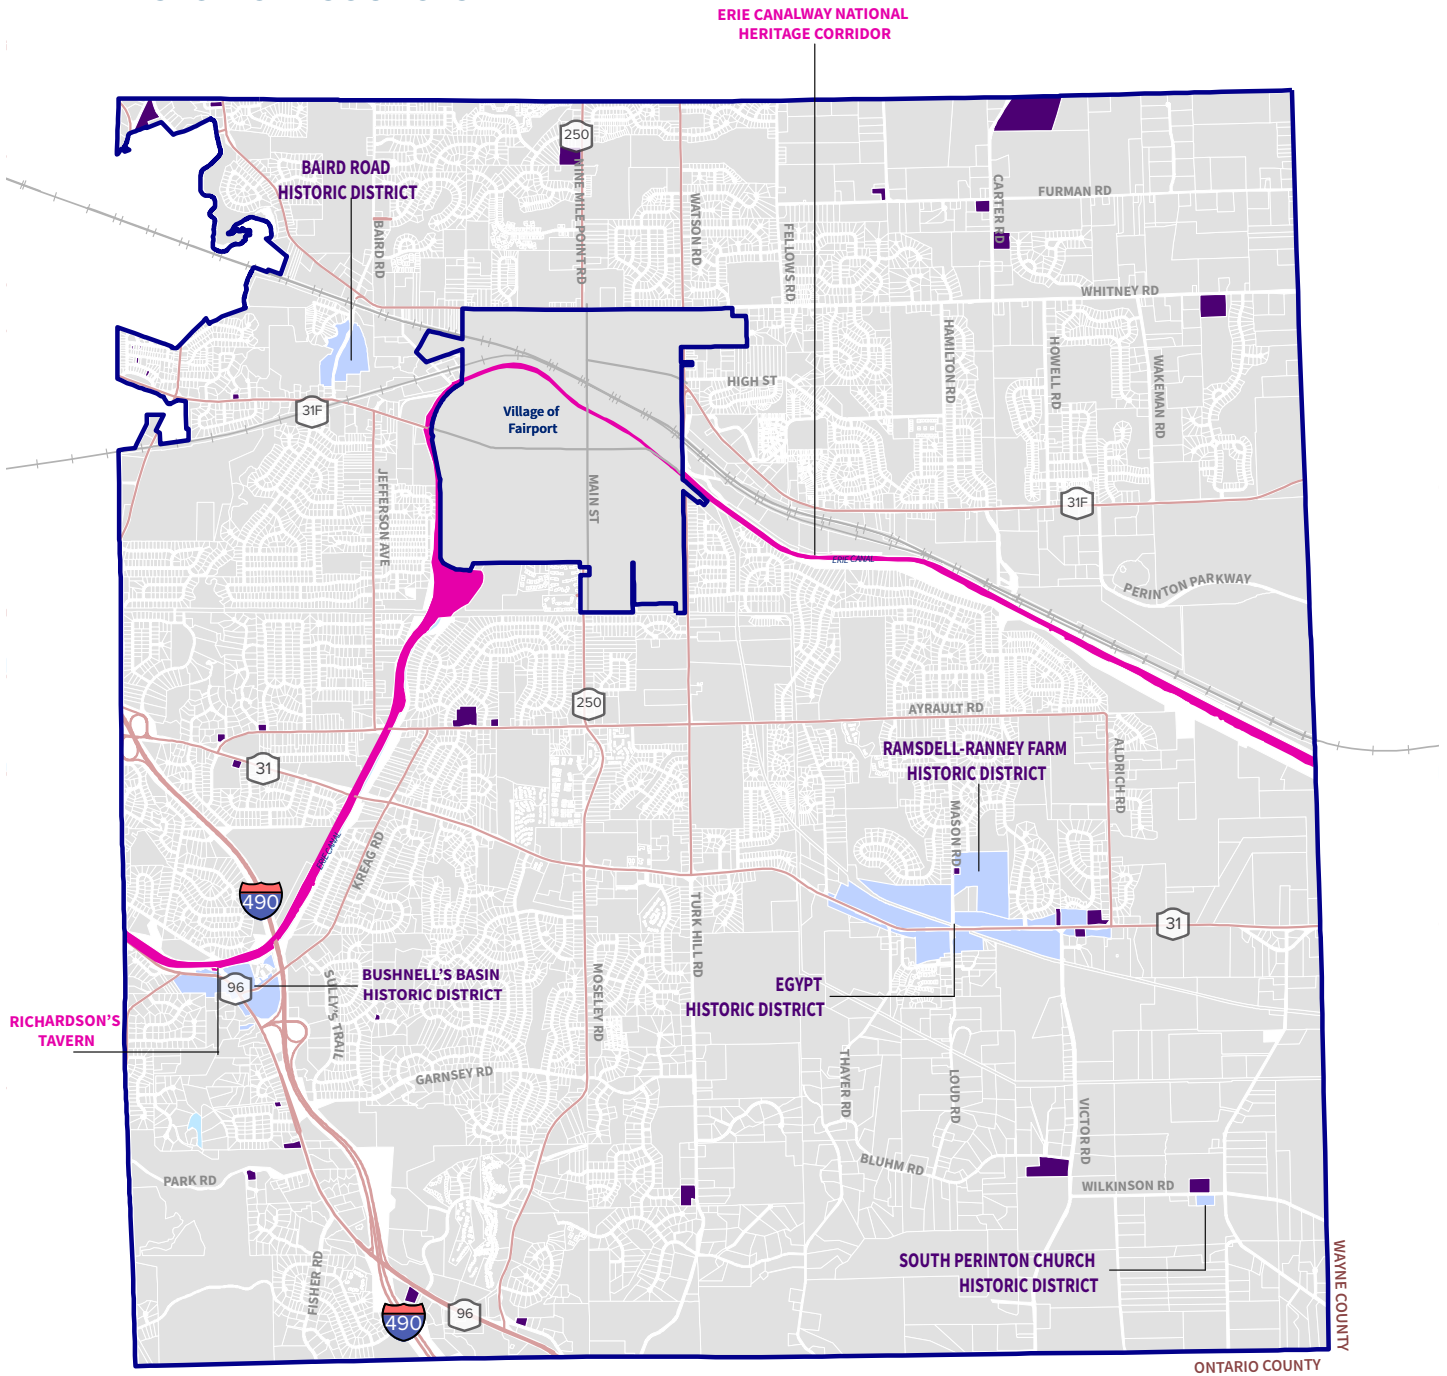 ERIE CANALWAY NATIONAL
HERITAGE CORRIDOR
250
BAIRD ROAD
HISTORIC DISTRICT
NINE MILE POINT RD
FURMAN RD
CARTER RD
WATSON RD
BAIRD RD
FELLOWS RD
WHITNEY RD
HAMILTON RD
HOWELL RD
WAKEMAN RD
HIGH ST
31F
Village of
Fairport
JEFFERSON AVE
MAIN ST
31F
ERIE CANAL
PERINTON PARKWAY
250
AYRAULT RD
RAMSDELL-RANNEY FARM
HISTORIC DISTRICT
ALDRICH RD
31
MASON RD
ERIE CANAL
KREAG RD
490
TURK HILL RD
31
BUSHNELL'S BASIN
HISTORIC DISTRICT
96
SULLY'S TRAIL
MOSELEY RD
EGYPT
HISTORIC DISTRICT
RICHARDSON'S
TAVERN
GARNSEY RD
THAYER RD
LOUD RD
VICTOR RD
BLUHM RD
PARK RD
WILKINSON RD
FISHER RD
SOUTH PERINTON CHURCH
HISTORIC DISTRICT
490
96
WAYNE COUNTY
ONTARIO COUNTY